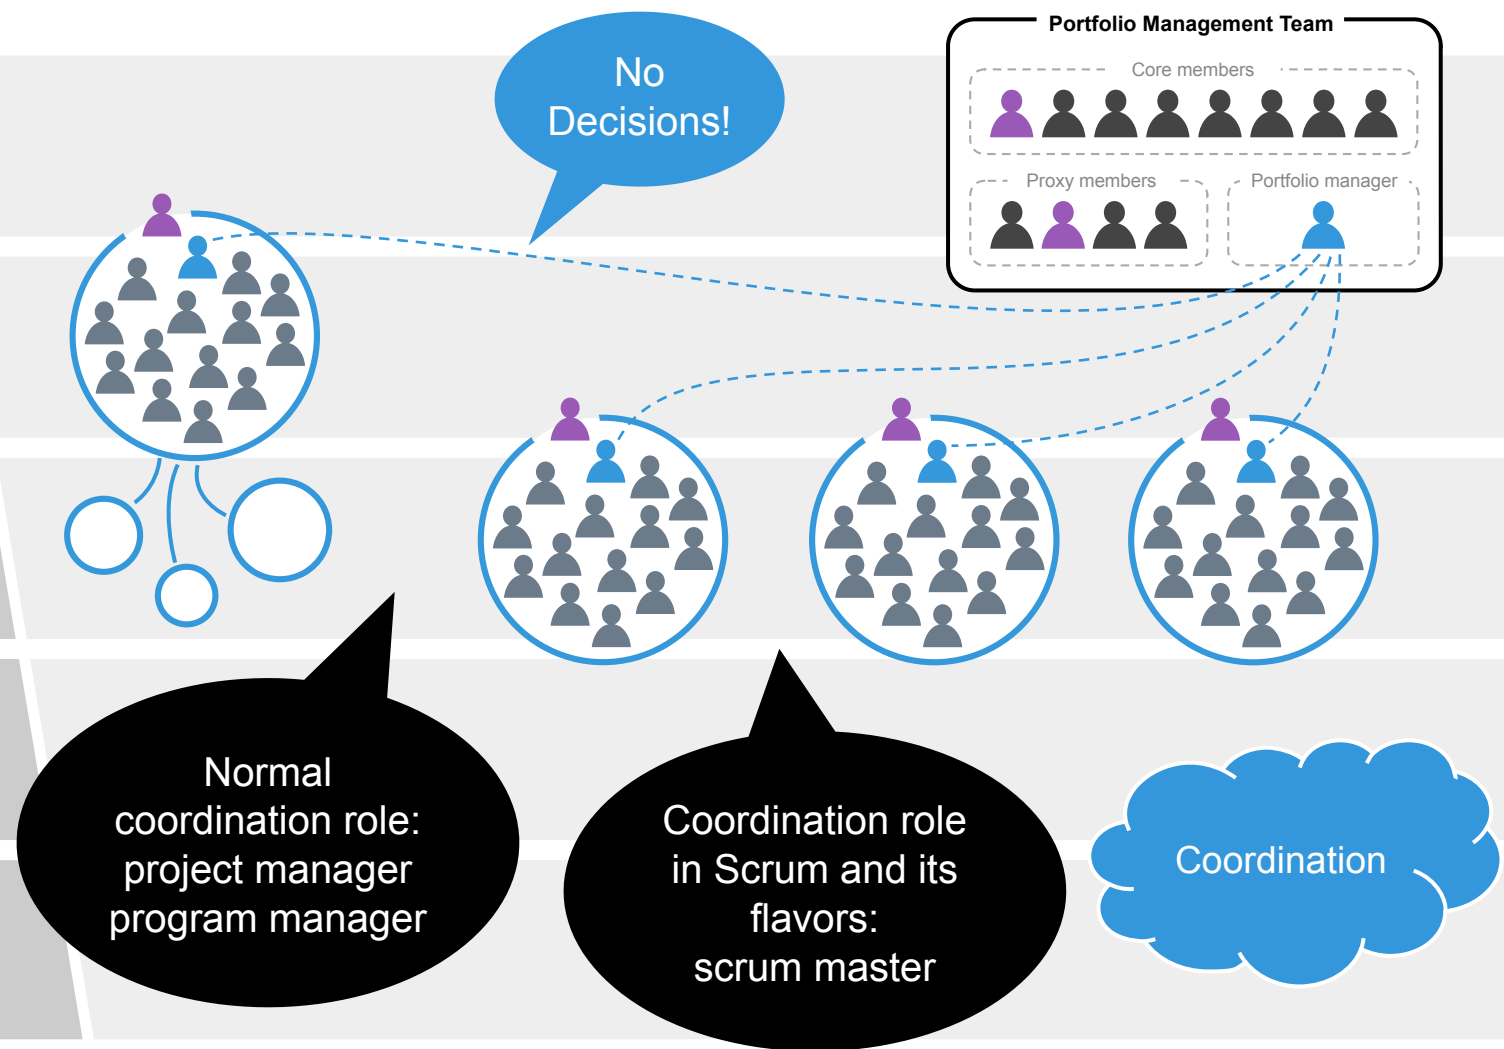 Portfolio Management Team
Core members
Proxy members
Portfolio manager
No
Decisions!
Normal
coordination role:
project manager
program manager
Coordination role
in Scrum and its
flavors:
scrum master
Coordination